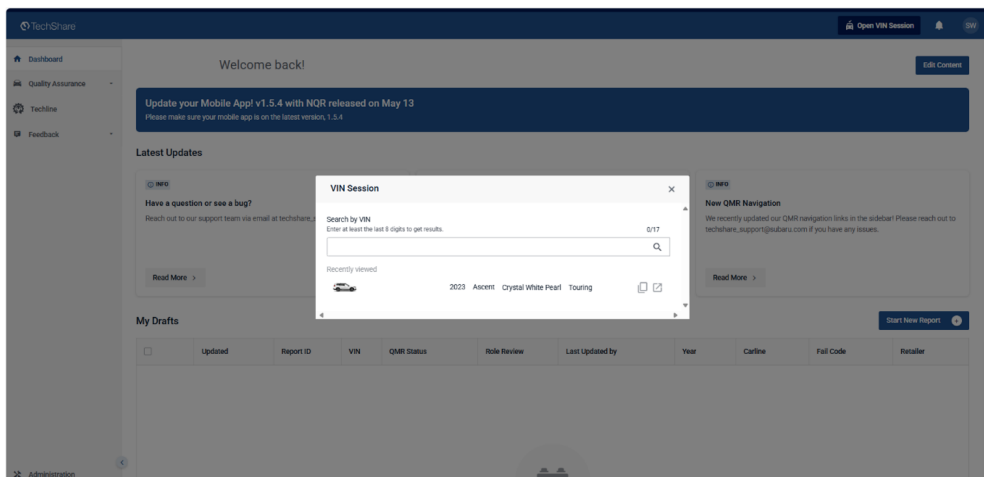 TechShare
Open VIN Session
SW
Dashboard
Quality Assurance
Techline
Feedback
Administration
Welcome back!
Edit Content
Update your Mobile App! v1.5.4 with NQR released on May 13
Please make sure your mobile app is on the latest version, 1.5.4
Latest Updates
INFO
Have a question or see a bug?
Reach out to our support team via email at techshare_s
Read More >
VIN Session
Search by VIN
Enter at least the last 8 digits to get results.
0/17
Recently viewed
2023 Ascent Crystal White Pearl Touring
INFO
New QMR Navigation
We recently updated our QMR navigation links in the sidebar! Please reach out to
techshare_support@subaru.com if you have any issues.
Read More >
My Drafts
Start New Report
Updated Report ID VIN QMR Status Role Review Last Updated by Year Carline Fail Code Retailer